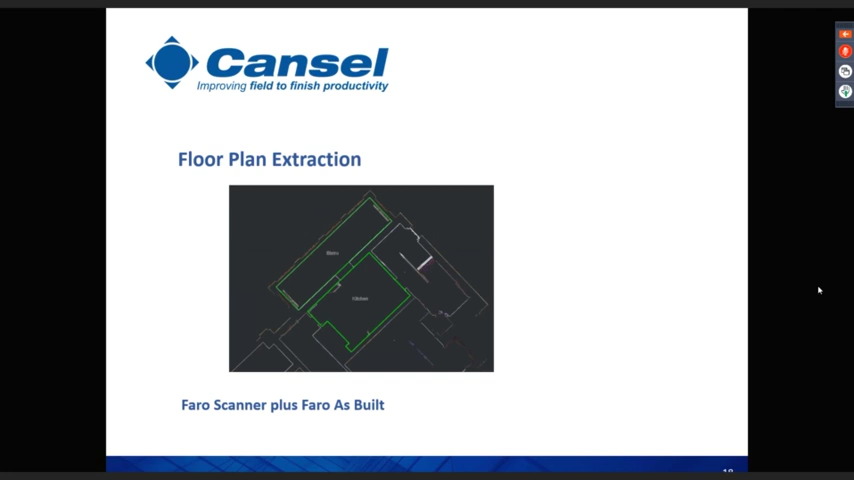 Cansel
Improving field to finish productivity
Floor Plan Extraction
Kitchen
Faro Scanner plus Faro As Built